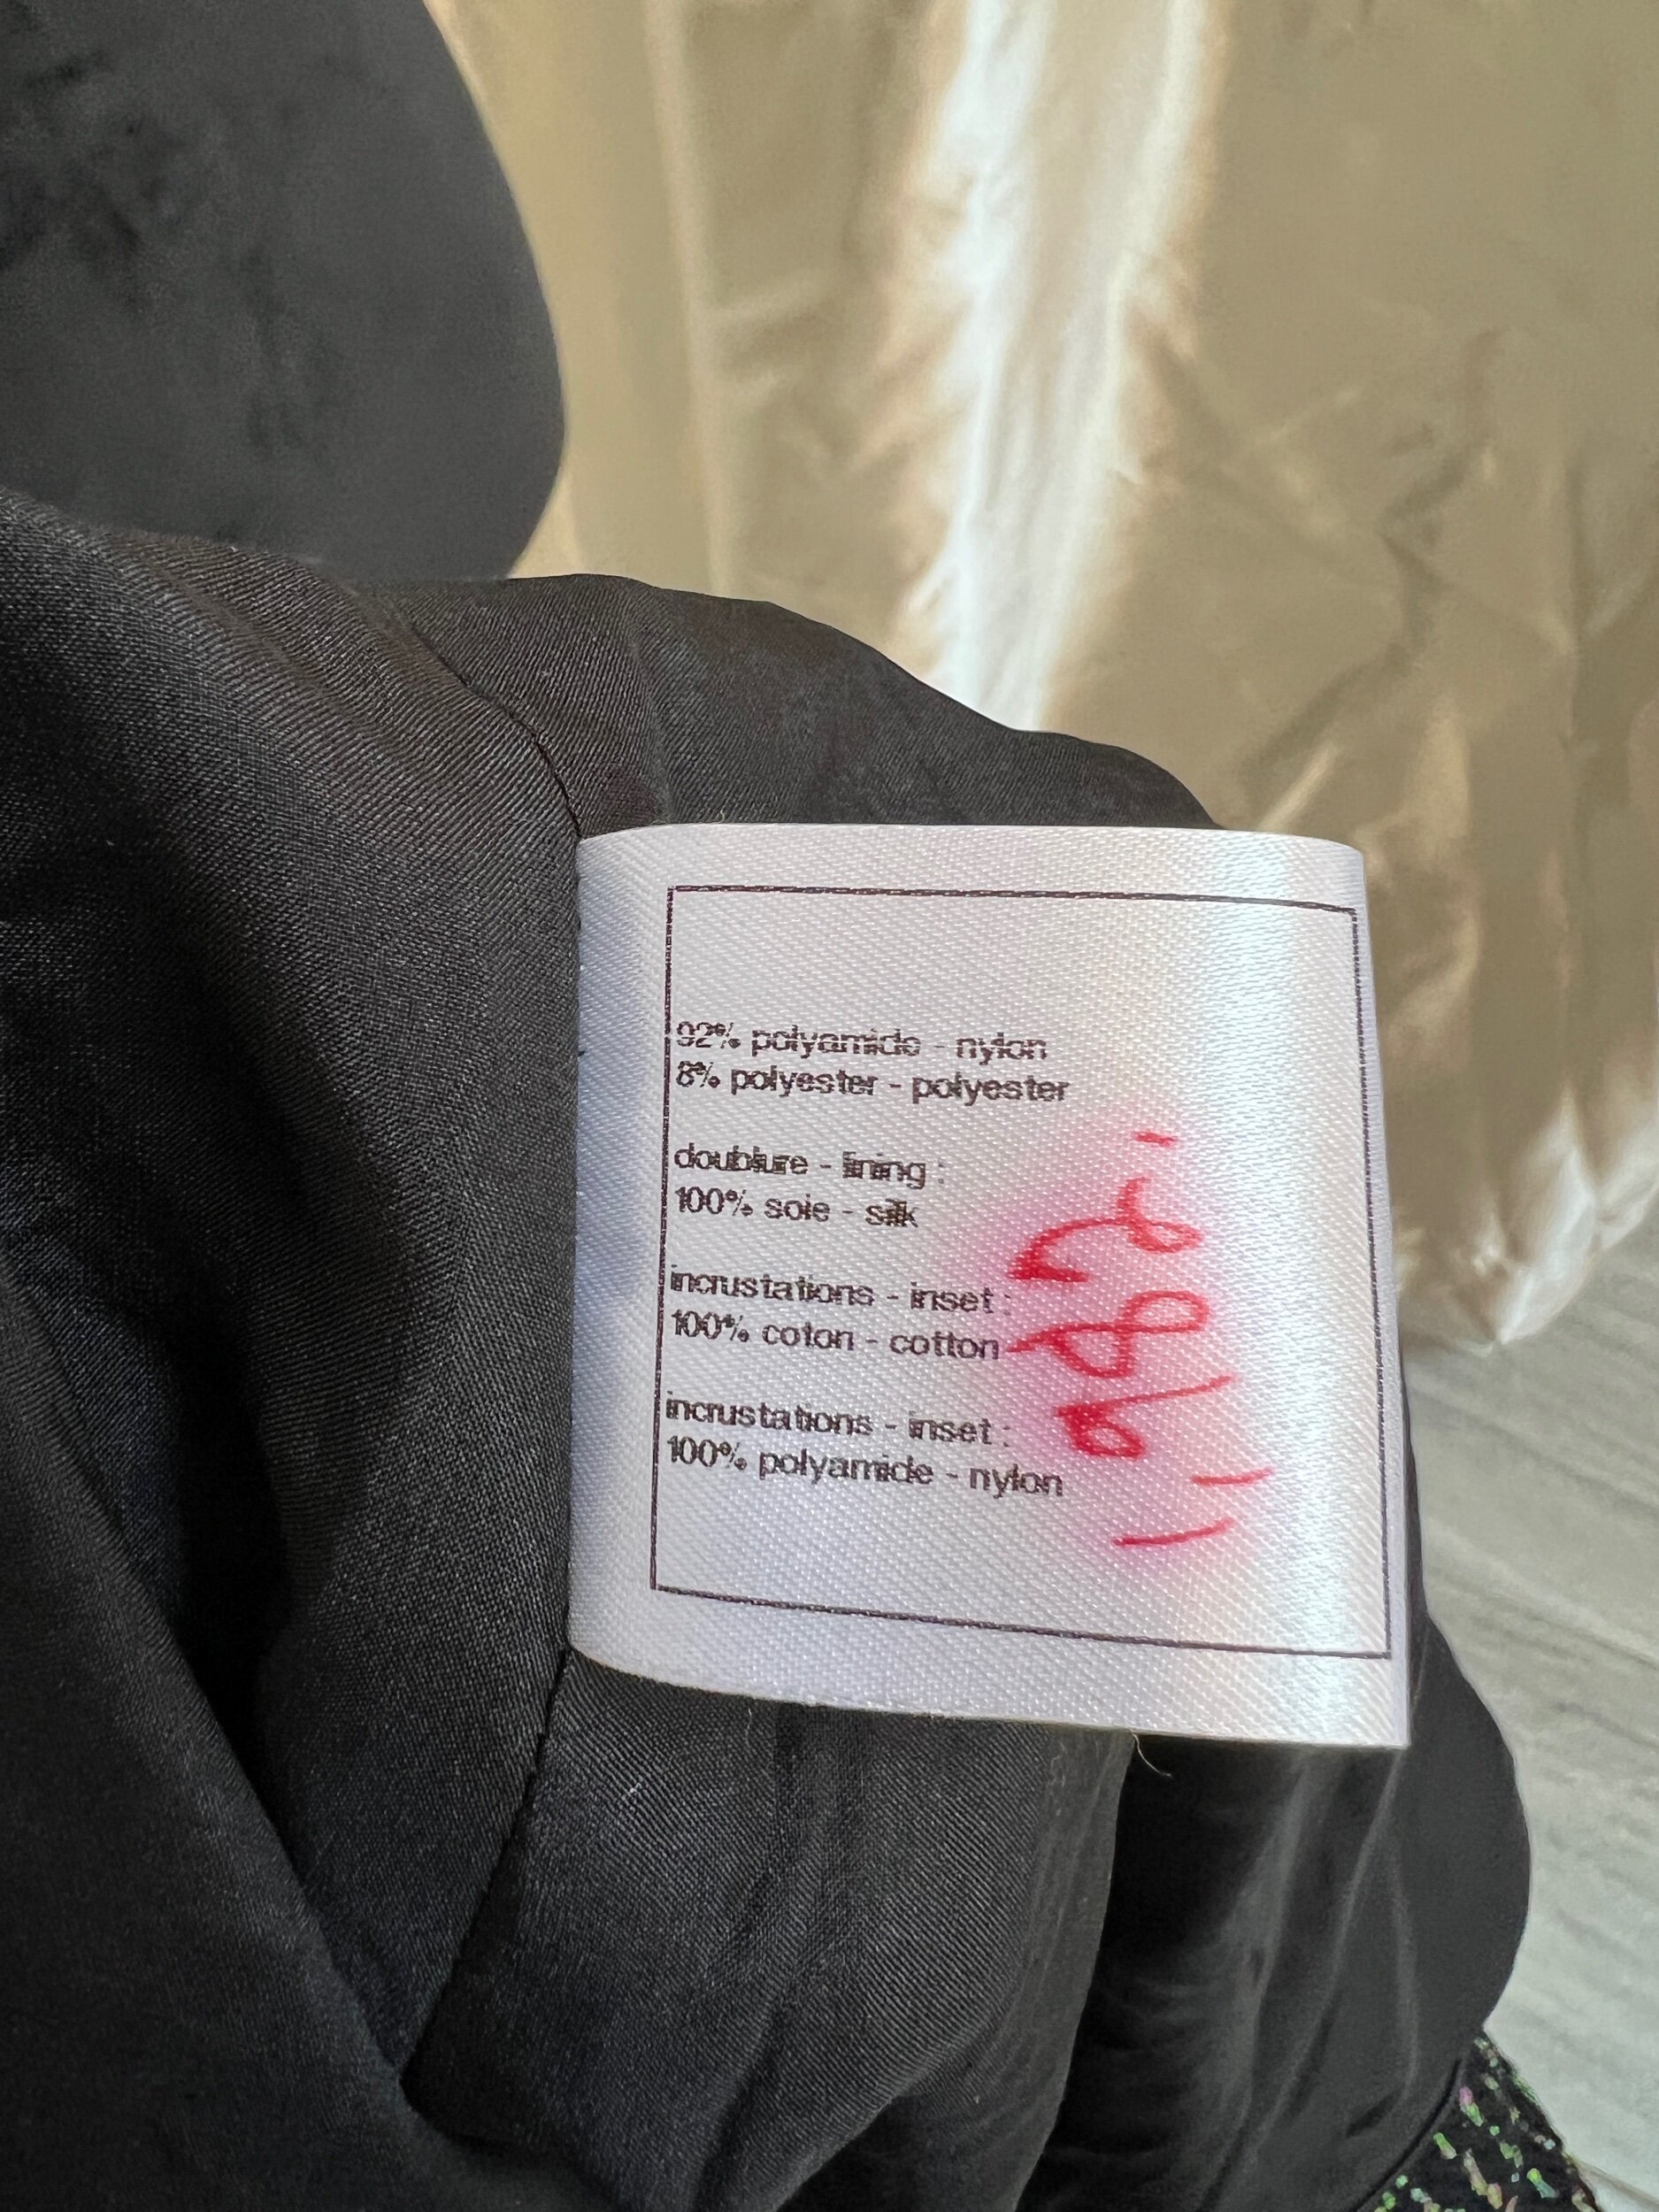 92% polyamide - nylon
8% polyester - polyester
doublure - lining :
100% soie - silk
incrustations - inset :
100% coton - cotton
incrustations - inset :
100% polyamide - nylon